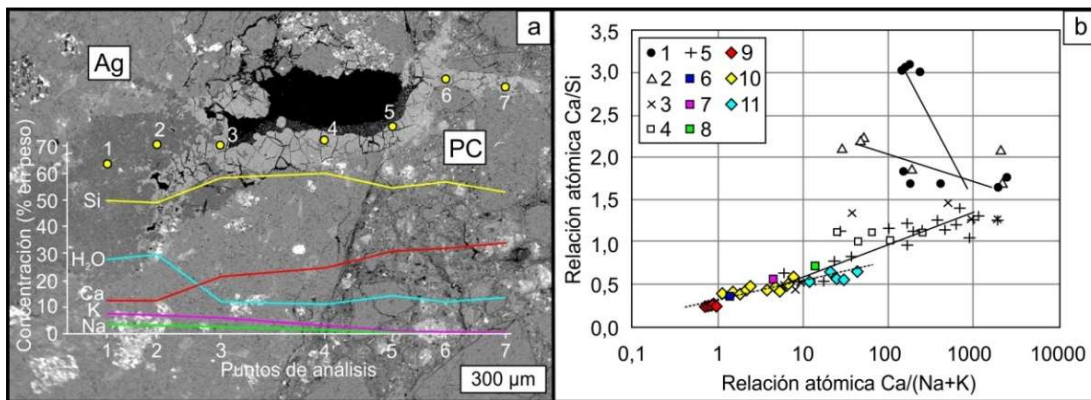 a
Ag
PC
1
2
3
4
5
6
7
Concentración (% en peso)
70
60
50
40
30
20
10
0
Si
H₂O
Ca
K
Na
1 2 3 4 5 6 7
Puntos de análisis
300 µm
b
Relación atómica Ca/Si
3,5
3,0
2,5
2,0
1,5
1,0
0,5
0,0
1 5 9
2 6 10
3 7 11
4 8
0,1 1 10 100 1000 10000
Relación atómica Ca/(Na+K)